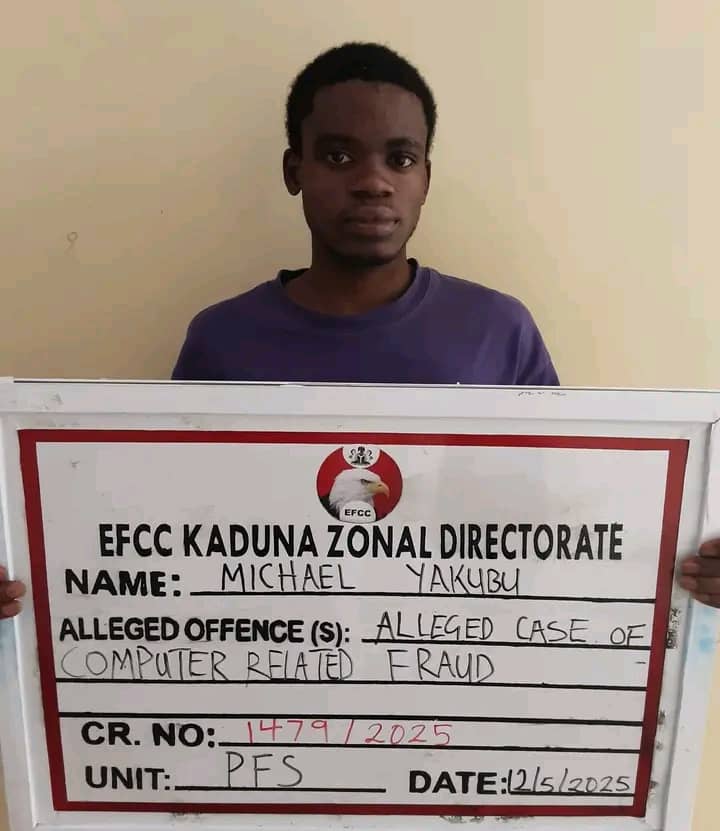 EFCC
EFCC KADUNA ZONAL DIRECTORATE
NAME: MICHAEL YAKUBU
ALLEGED OFFENCE (S): ALLEGED CASE OF
COMPUTER RELATED FRAUD
CR. NO: 1479/2025
UNIT: PFS DATE: 12/5/2025